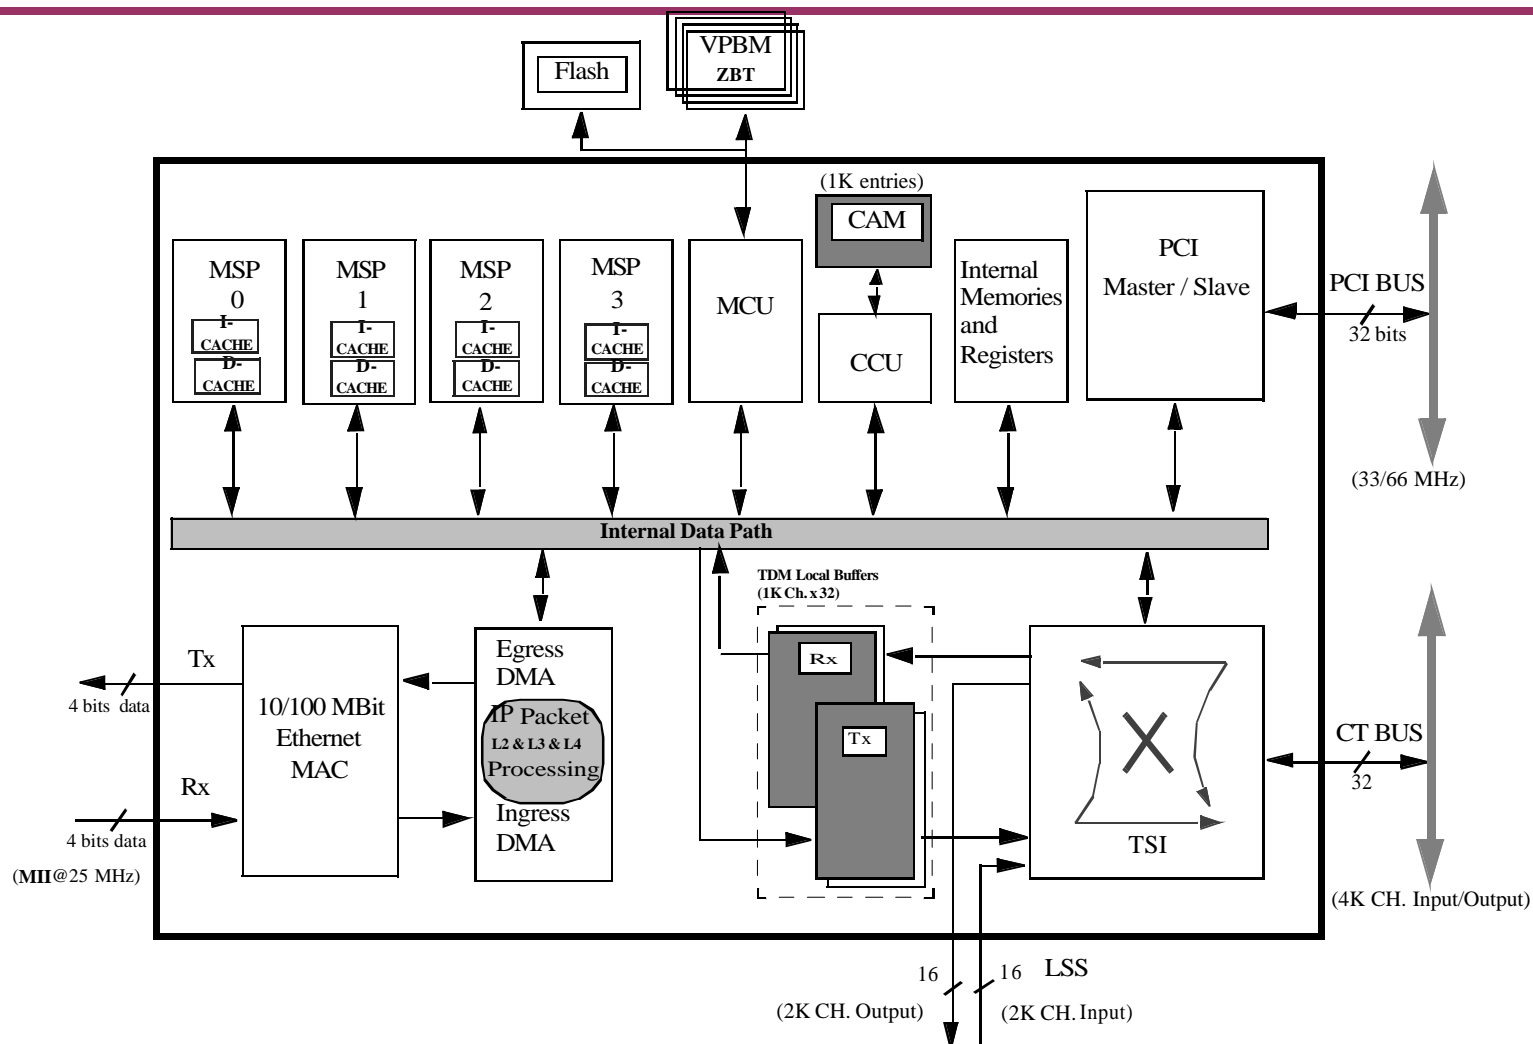 Flash
VPBM
ZBT
(1K entries)
CAM
MSP
0
I-
CACHE
D-
CACHE
MSP
1
I-
CACHE
D-
CACHE
MSP
2
I-
CACHE
D-
CACHE
MSP
3
I-
CACHE
D-
CACHE
MCU
CCU
Internal
Memories
and
Registers
PCI
Master / Slave
PCI BUS
32 bits
(33/66 MHz)
Internal Data Path
TDM Local Buffers
(1K Ch. x 32)
Tx
4 bits data
Rx
4 bits data
(MII@25 MHz)
10/100 MBit
Ethernet
MAC
Egress
DMA
IP Packet
L2 & L3 & L4
Processing
Ingress
DMA
Rx
Tx
TSI
CT BUS
32
(4K CH. Input/Output)
16
16
LSS
(2K CH. Output)
(2K CH. Input)